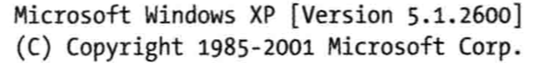 Microsoft Windows XP [Version 5.1.2600]
(C) Copyright 1985-2001 Microsoft Corp.